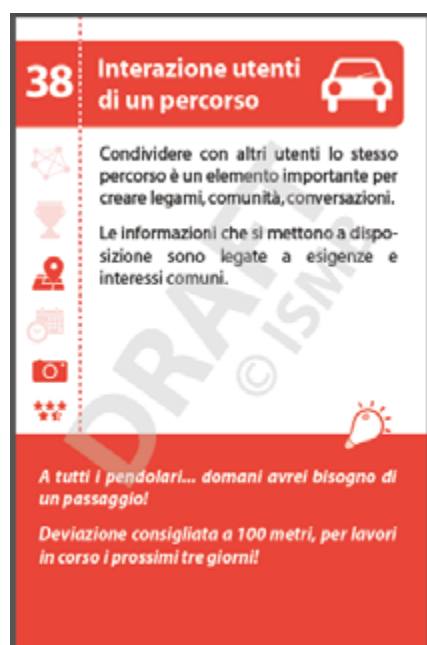 38
Interazione utenti
di un percorso
Condividere con altri utenti lo stesso
percorso è un elemento importante per
creare legami, comunità, conversazioni.
Le informazioni che si mettono a dispo-
sizione sono legate a esigenze e
interessi comuni.
DRAFT
© ISMB
A tutti i pendolari... domani avrei bisogno di
un passaggio!
Deviazione consigliata a 100 metri, per lavori
in corso i prossimi tre giorni!